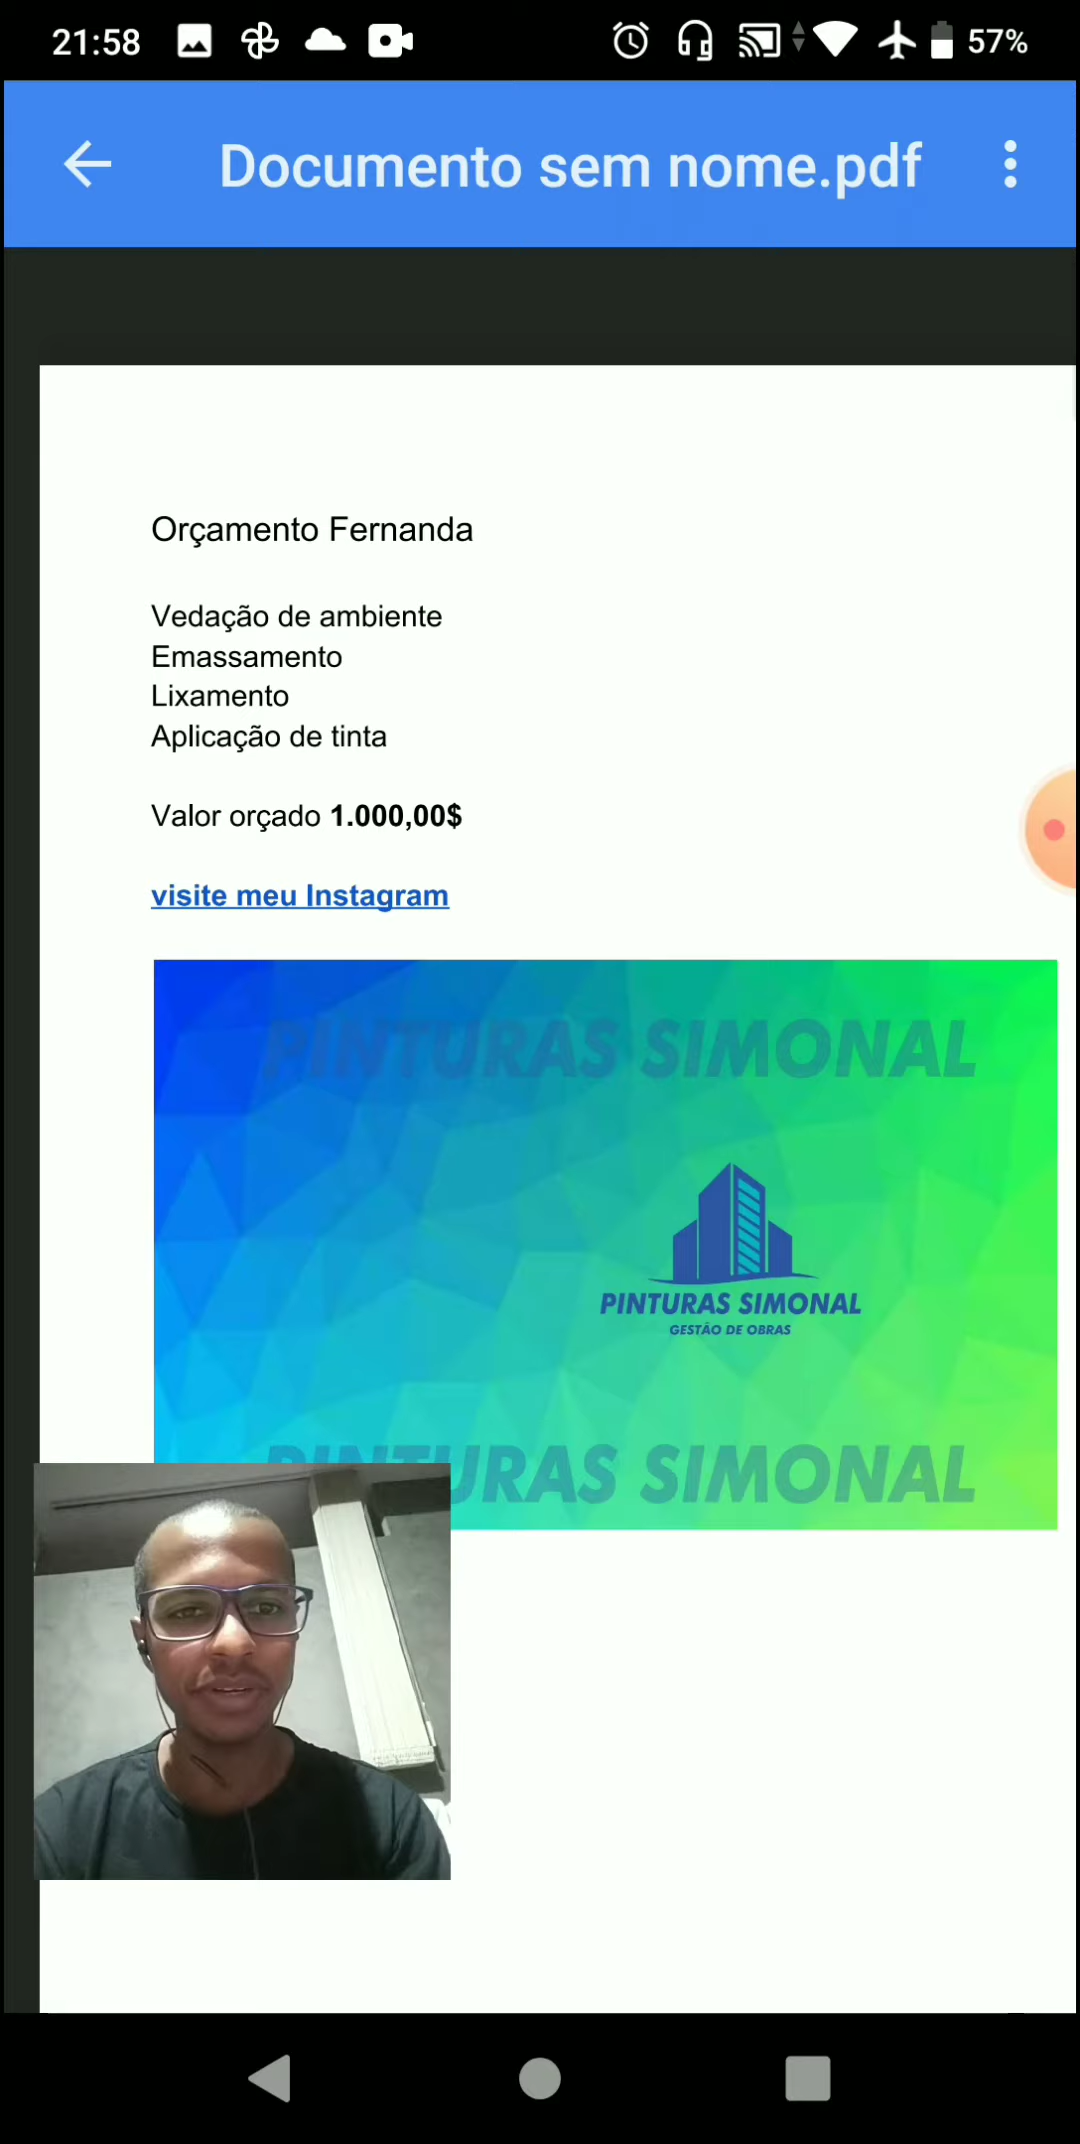 21:58
57%
Documento sem nome.pdf
Orçamento Fernanda
Vedação de ambiente
Emassamento
Lixamento
Aplicação de tinta
Valor orçado 1.000,00$
visite meu Instagram
PINTURAS SIMONAL
PINTURAS SIMONAL
GESTÃO DE OBRAS
PINTURAS SIMONAL